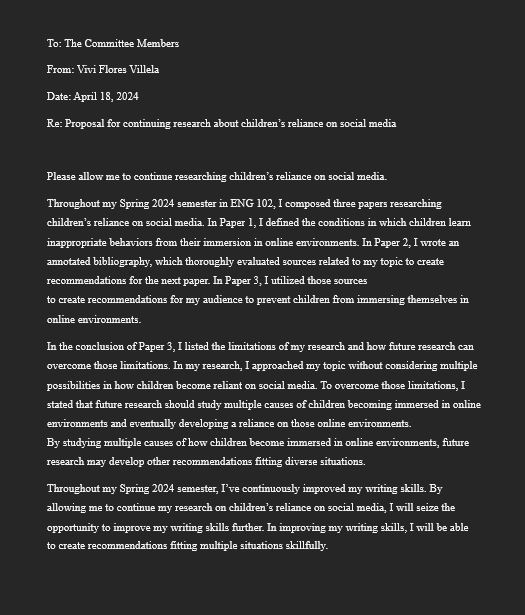 To: The Committee Members
From: Vivi Flores Villela
Date: April 18, 2024
Re: Proposal for continuing research about children’s reliance on social media
Please allow me to continue researching children’s reliance on social media.
Throughout my Spring 2024 semester in ENG 102, I composed three papers researching
children’s reliance on social media. In Paper 1, I defined the conditions in which children learn
inappropriate behaviors from their immersion in online environments. In Paper 2, I wrote an
annotated bibliography, which thoroughly evaluated sources related to my topic to create
recommendations for the next paper. In Paper 3, I utilized those sources
to create recommendations for my audience to prevent children from immersing themselves in
online environments.
In the conclusion of Paper 3, I listed the limitations of my research and how future research can
overcome those limitations. In my research, I approached my topic without considering multiple
possibilities in how children become reliant on social media. To overcome those limitations, I
stated that future research should study multiple causes of children becoming immersed in online
environments and eventually developing a reliance on those online environments.
By studying multiple causes of how children become immersed in online environments, future
research may develop other recommendations fitting diverse situations.
Throughout my Spring 2024 semester, I’ve continuously improved my writing skills. By
allowing me to continue my research on children’s reliance on social media, I will seize the
opportunity to improve my writing skills further. In improving my writing skills, I will be able
to create recommendations fitting multiple situations skillfully.